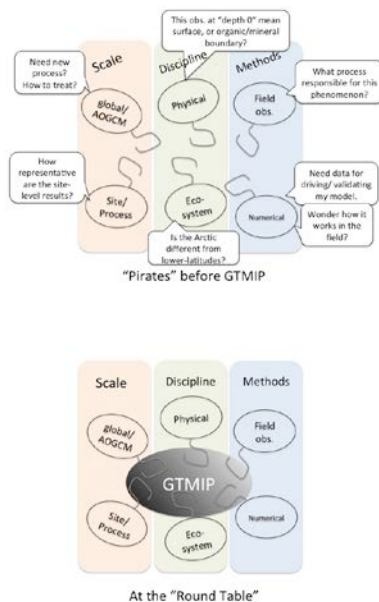 This obs. at "depth 0" mean
surface, or organic/mineral
boundary?
Scale
Discipline
Methods
Need new
process?
How to treat?
global/
AOGCM
Physical
Field
obs.
What process
responsible for this
phenomenon?
How
representative
are the site-
level results?
Site/
Process
Eco-
system
Numerical
Need data for
driving/ validating
my model.
Wonder how it
works in the
field?
Is the Arctic
different from
lower-latitudes?
"Pirates" before GTMIP
Scale
Discipline
Methods
global/
AOGCM
Physical
Field
obs.
GTMIP
Site/
Process
Eco-
system
Numerical
At the "Round Table"